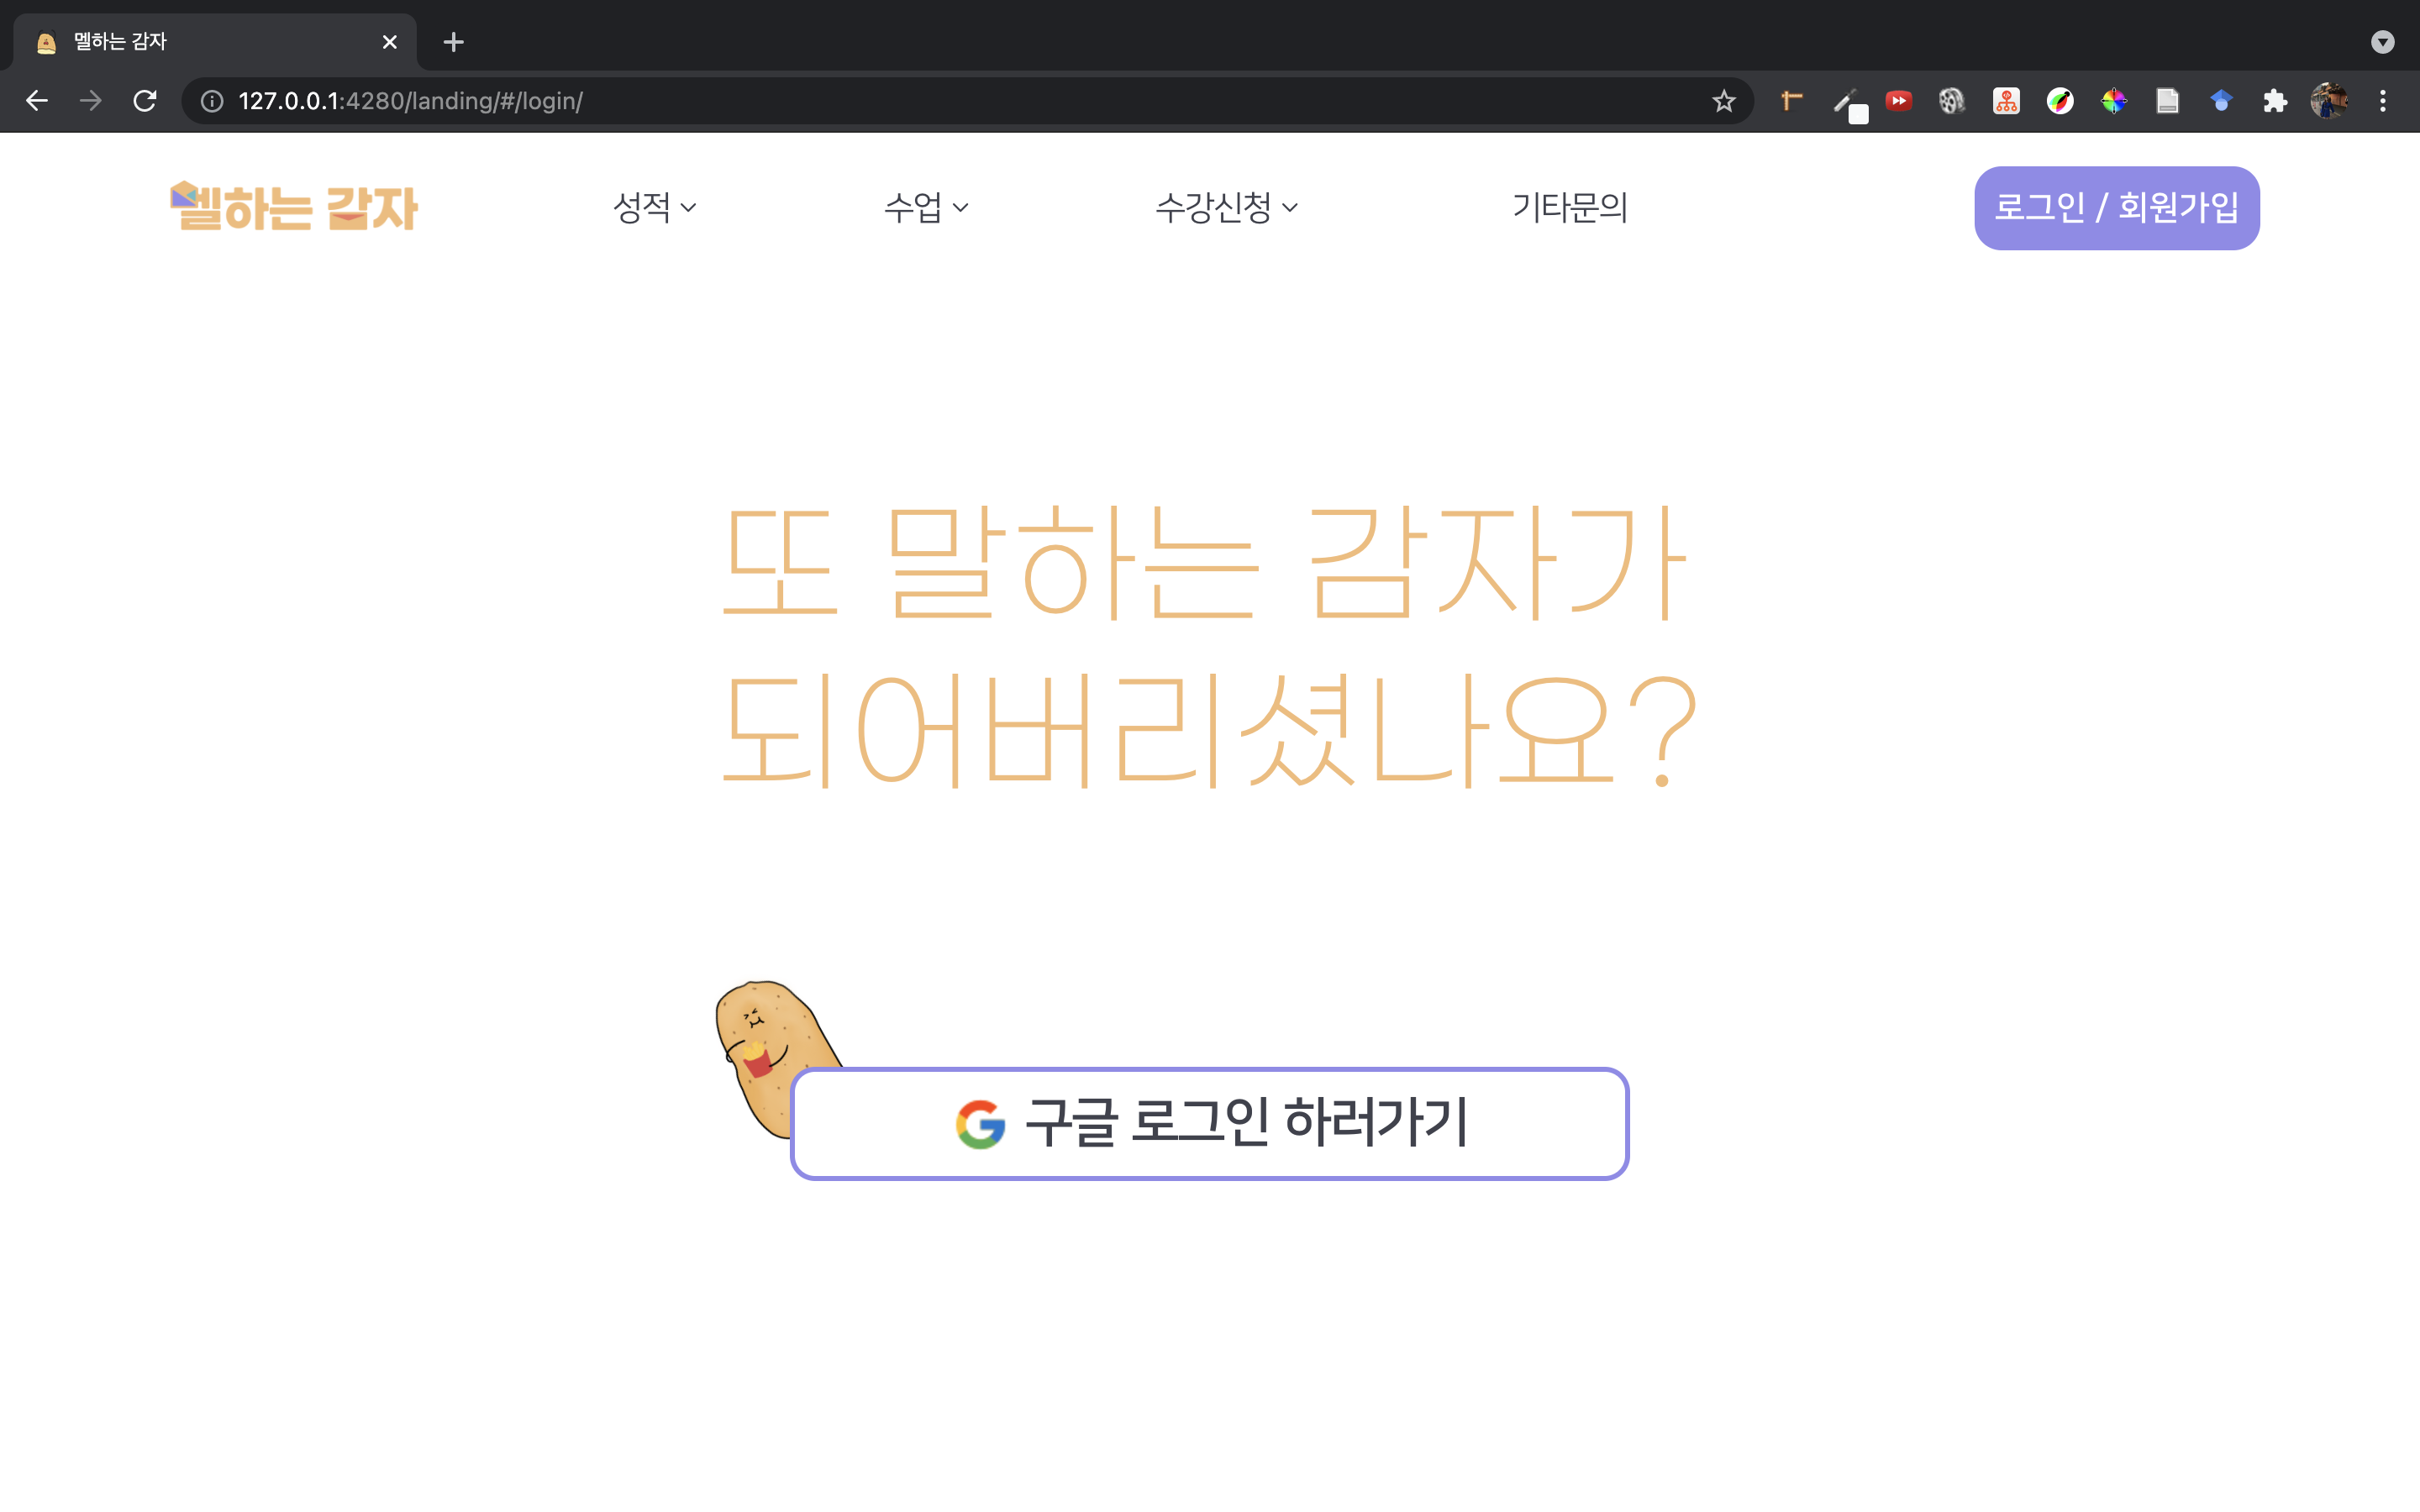 멜하는 감자
127.0.0.1:4280/landing/#/login/
멜하는 감자
성적
수업
수강신청
기타문의
로그인 / 회원가입
또 말하는 감자가
되어버리셨나요?
구글 로그인 하러가기